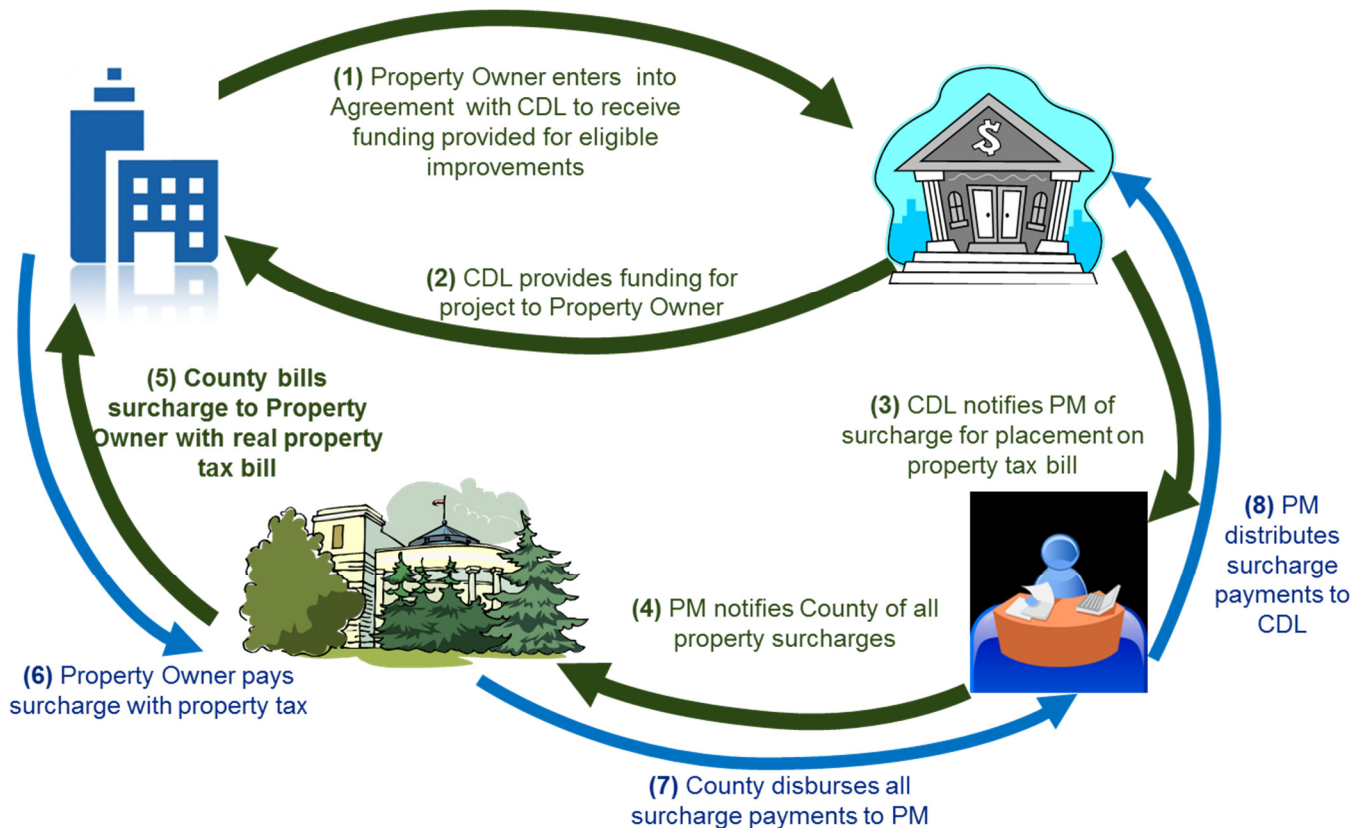 (1) Property Owner enters into
Agreement with CDL to receive
funding provided for eligible
improvements
$
(2) CDL provides funding for
project to Property Owner
(3) CDL notifies PM of
surcharge for placement on
property tax bill
(4) PM notifies County of all
property surcharges
(5) County bills
surcharge to Property
Owner with real property
tax bill
(6) Property Owner pays
surcharge with property tax
(7) County disburses all
surcharge payments to PM
(8) PM
distributes
surcharge
payments to
CDL